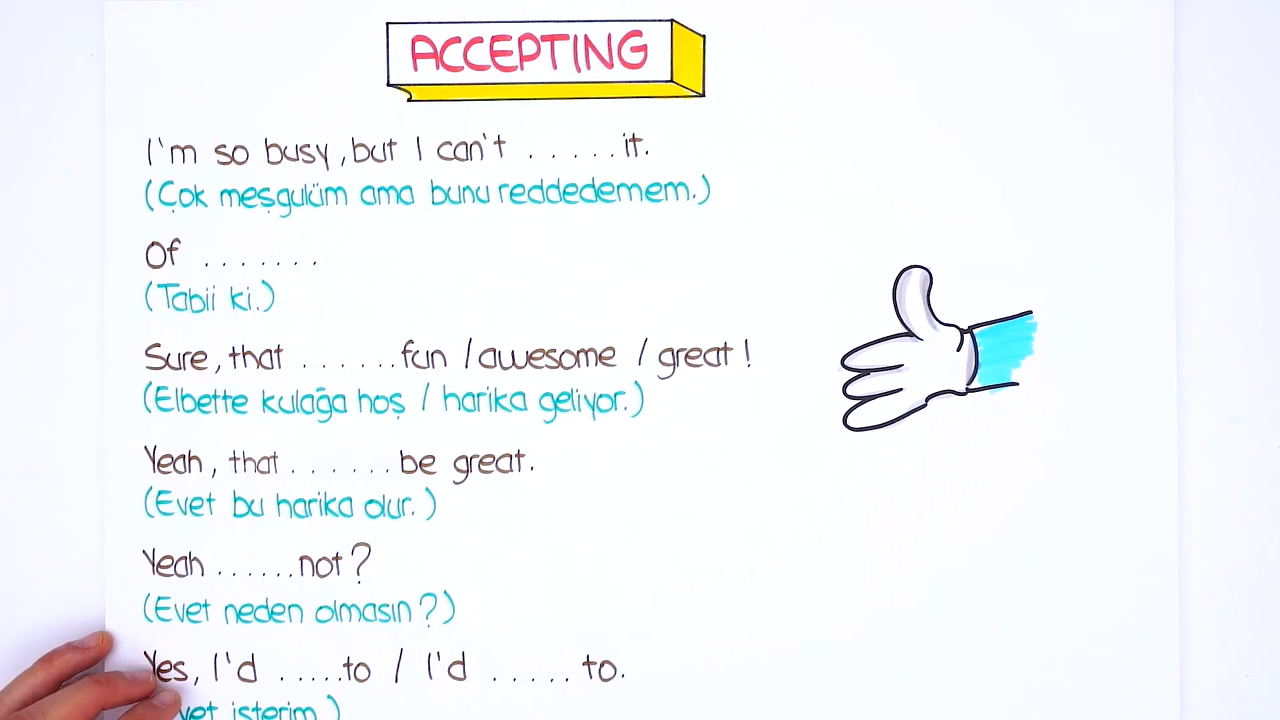 ACCEPTING
I'm so busy, but I can't . . . . . it.
(Çok meşgulüm ama bunu reddedemem.)
Of . . . . . . .
(Tabii ki.)
Sure, that . . . . . . . fun / awesome / great !
(Elbette kulağa hoş / harika geliyor.)
Yeah, that . . . . . . be great.
(Evet bu harika olur.)
Yeah . . . . . . not ?
(Evet neden olmasın ?)
Yes, I'd . . . . . to / I'd . . . . . to.
isterim.)